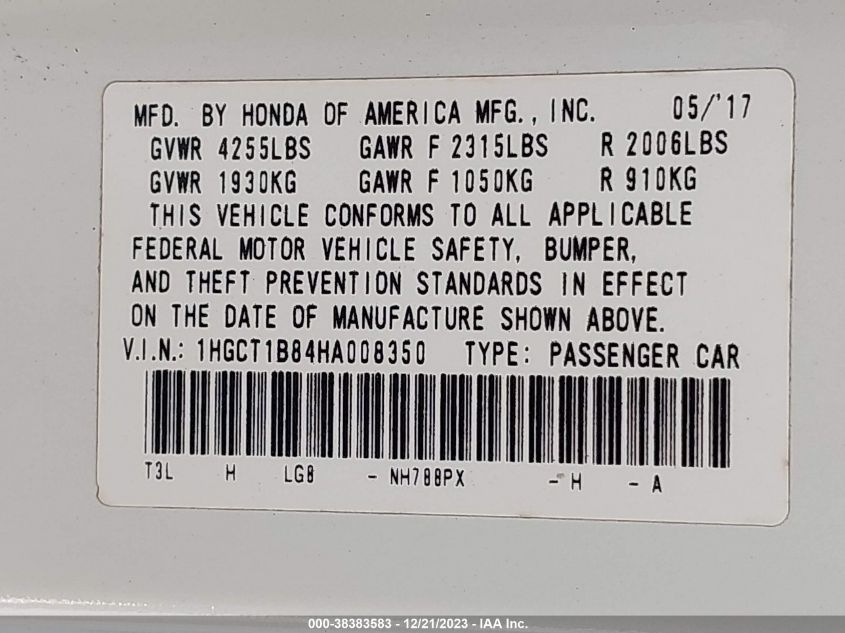 MFD. BY HONDA OF AMERICA MFG., INC. 05/'17
GVWR 4255LBS GAWR F 2315LBS R 2006LBS
GVWR 1930KG GAWR F 1050KG R 910KG
THIS VEHICLE CONFORMS TO ALL APPLICABLE
FEDERAL MOTOR VEHICLE SAFETY, BUMPER,
AND THEFT PREVENTION STANDARDS IN EFFECT
ON THE DATE OF MANUFACTURE SHOWN ABOVE.
V.I.N.: 1HGCT1B84HA008350 TYPE: PASSENGER CAR
T3L H LG8 - NH788PX - H - A
000-38383583 - 12/21/2023 - IAA Inc.